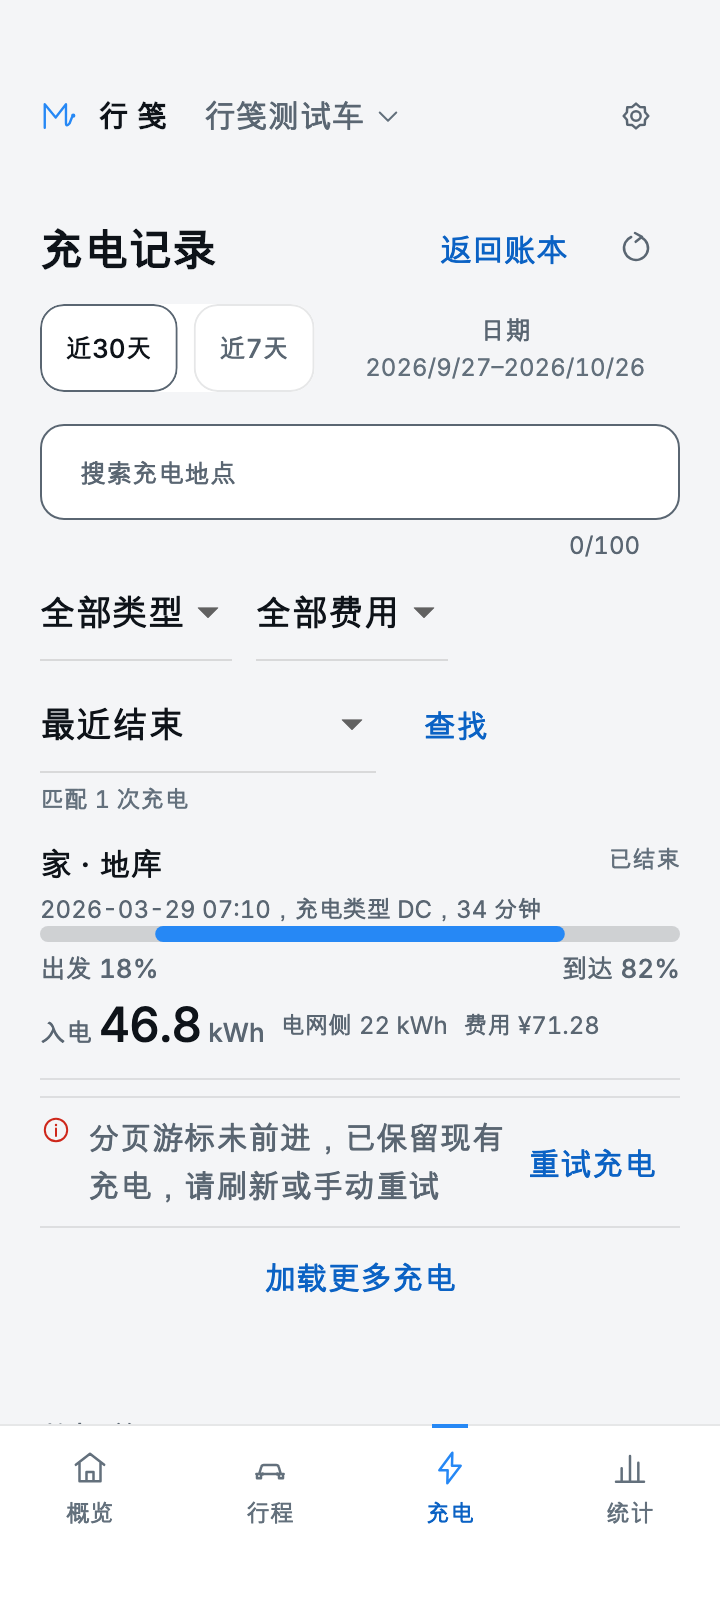 行 笺 行笺测试车
充电记录 返回账本
近30天 近7天 日期
2026/9/27–2026/10/26
搜索充电地点
0/100
全部类型 全部费用
最近结束 查找
匹配 1 次充电
家 · 地库 已结束
2026-03-29 07:10，充电类型 DC，34 分钟
出发 18% 到达 82%
入电 46.8 kWh 电网侧 22 kWh 费用 ¥71.28
分页游标未前进，已保留现有
充电，请刷新或手动重试
重试充电
加载更多充电
概览 行程 充电 统计